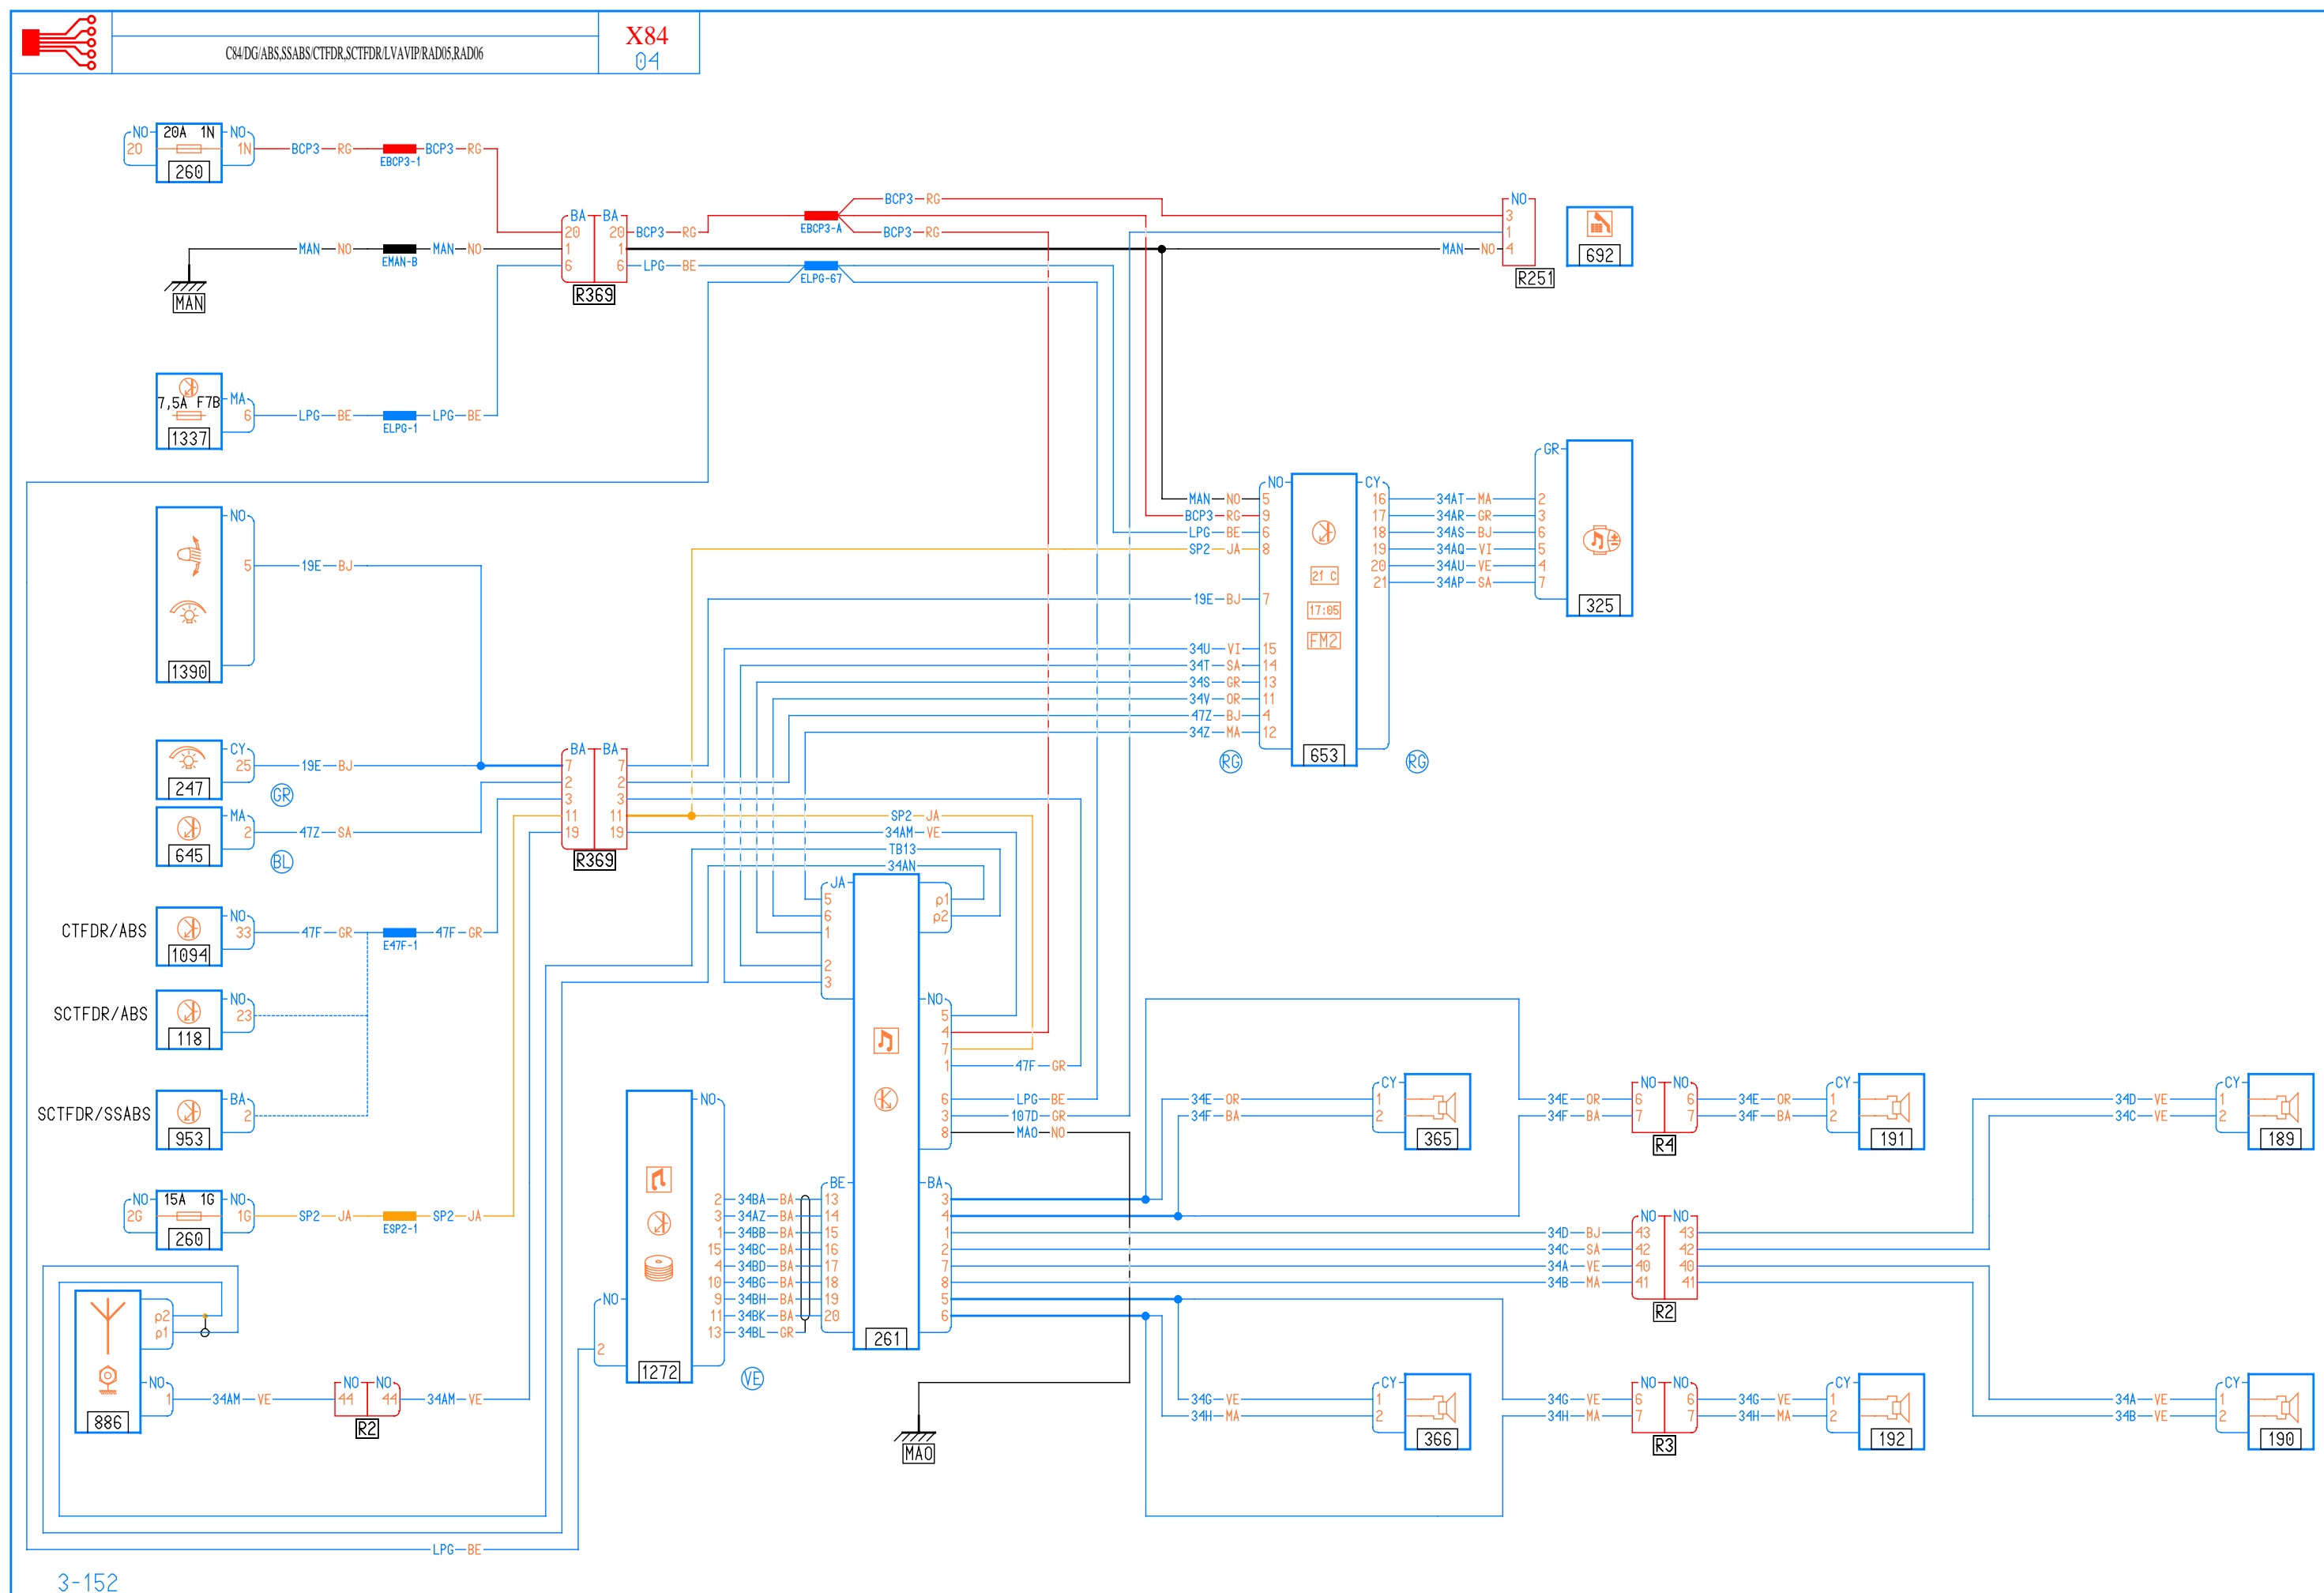 C84/DG/ABS,SSABS/CTFDR,SCTFDR/LVAVIP/RAD05,RAD06
X84
04
NO 20A 1N NO
20 1N BCP3 RG EBCP3-1 BCP3 RG
260
BCP3 RG
NO
BA BA
20 20 BCP3 RG EBCP3-A BCP3 RG
3
1
MAN NO EMAN-B MAN NO 1 1 MAN NO 4
692
6 6 LPG BE ELPG-67
R251
MAN
R369
7,5A F7B MA
6 LPG BE ELPG-1 LPG BE
1337
GR
NO CY
MAN NO 5 16 34AT MA 2
BCP3 RG 9 17 34AR GR 3
LPG BE 6 18 34AS BJ 6
SP2 JA 8 19 34AQ VI 5
20 34AU VE 4
21 34AP SA 7
21 C
325
19E BJ 7
17:05
FM2
34U VI 15
34T SA 14
34S GR 13
34V OR 11
47Z BJ 4
34Z MA 12
653
RG RG
NO
5 19E BJ
1390
CY
25 19E BJ
247
GR
MA
2 47Z SA
645
BL
BA BA
7 7
2 2
3 3
11 11 SP2 JA
19 19 34AM VE
R369
TB13
34AN
CTFDR/ABS
NO
33 47F GR E47F-1 47F GR
1094
SCTFDR/ABS
NO
23
118
SCTFDR/SSABS
BA
2
953
NO 15A 1G NO
2G 1G SP2 JA ESP2-1 SP2 JA
260
p2
p1
NO
1 34AM VE
886
NO NO
44 44 34AM VE
R2
LPG BE
JA
5 p1
6 p2
1
2
3
NO
5
4
7
1 47F GR
6 LPG BE
3 107D GR
8 MAO NO
NO
2 34BA BA 13
3 34AZ BA 14
1 34BB BA 15
15 34BC BA 16
4 34BD BA 17
10 34BG BA 18
9 34BH BA 19
11 34BK BA 20
13 34BL GR
NO
2
1272
VE
BE BA
3
4
1
2
7
8
5
6
261
MAO
34E OR 1
34F BA 2
CY
365
34E OR 6
34F BA 7
NO NO
6 34E OR 1
7 34F BA 2
R4
CY
191
34D VE 1
34C VE 2
CY
189
NO NO
34D BJ 43 43
34C SA 42 42
34A VE 40 40
34B MA 41 41
R2
CY
34G VE 1
34H MA 2
366
NO NO
34G VE 6 6 34G VE 1
34H MA 7 7 34H MA 2
R3
CY
192
CY
34A VE 1
34B VE 2
190
3-152